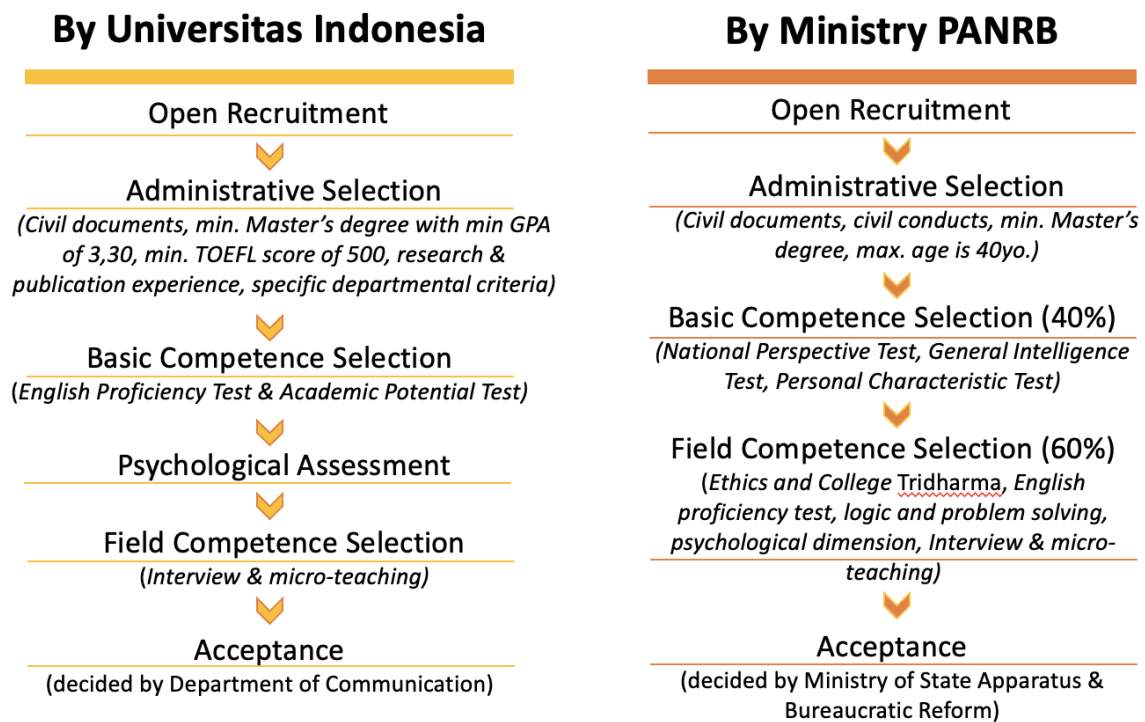 By Universitas Indonesia
Open Recruitment
Administrative Selection
(Civil documents, min. Master's degree with min GPA
of 3,30, min. TOEFL score of 500, research &
publication experience, specific departmental criteria)
Basic Competence Selection
(English Proficiency Test & Academic Potential Test)
Psychological Assessment
Field Competence Selection
(Interview & micro-teaching)
Acceptance
(decided by Department of Communication)
By Ministry PANRB
Open Recruitment
Administrative Selection
(Civil documents, civil conducts, min. Master's
degree, max. age is 40yo.)
Basic Competence Selection (40%)
(National Perspective Test, General Intelligence
Test, Personal Characteristic Test)
Field Competence Selection (60%)
(Ethics and College Tridharma, English
proficiency test, logic and problem solving,
psychological dimension, Interview & micro-
teaching)
Acceptance
(decided by Ministry of State Apparatus &
Bureaucratic Reform)